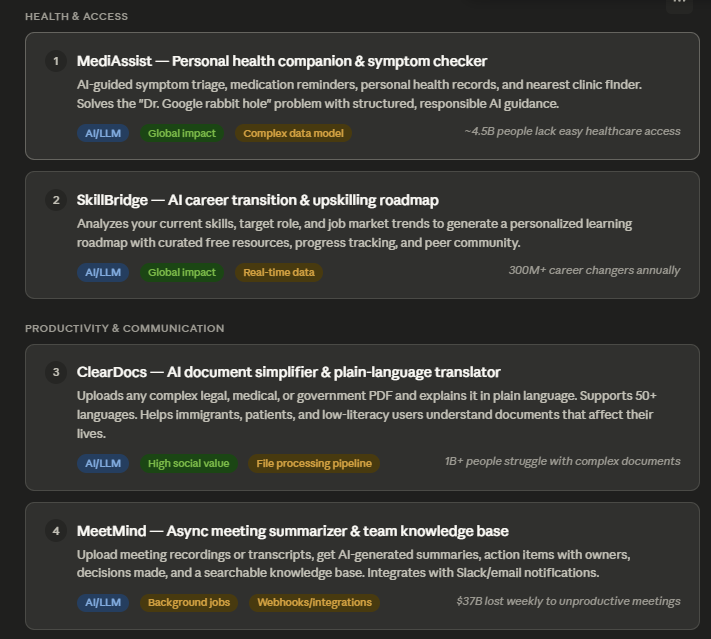 HEALTH & ACCESS
1 MediAssist — Personal health companion & symptom checker
AI-guided symptom triage, medication reminders, personal health records, and nearest clinic finder.
Solves the "Dr. Google rabbit hole" problem with structured, responsible AI guidance.
AI/LLM Global impact Complex data model ~4.5B people lack easy healthcare access
2 SkillBridge — AI career transition & upskilling roadmap
Analyzes your current skills, target role, and job market trends to generate a personalized learning
roadmap with curated free resources, progress tracking, and peer community.
AI/LLM Global impact Real-time data 300M+ career changers annually
PRODUCTIVITY & COMMUNICATION
3 ClearDocs — AI document simplifier & plain-language translator
Uploads any complex legal, medical, or government PDF and explains it in plain language. Supports 50+
languages. Helps immigrants, patients, and low-literacy users understand documents that affect their
lives.
AI/LLM High social value File processing pipeline 1B+ people struggle with complex documents
4 MeetMind — Async meeting summarizer & team knowledge base
Upload meeting recordings or transcripts, get AI-generated summaries, action items with owners,
decisions made, and a searchable knowledge base. Integrates with Slack/email notifications.
AI/LLM Background jobs Webhooks/integrations $37B lost weekly to unproductive meetings